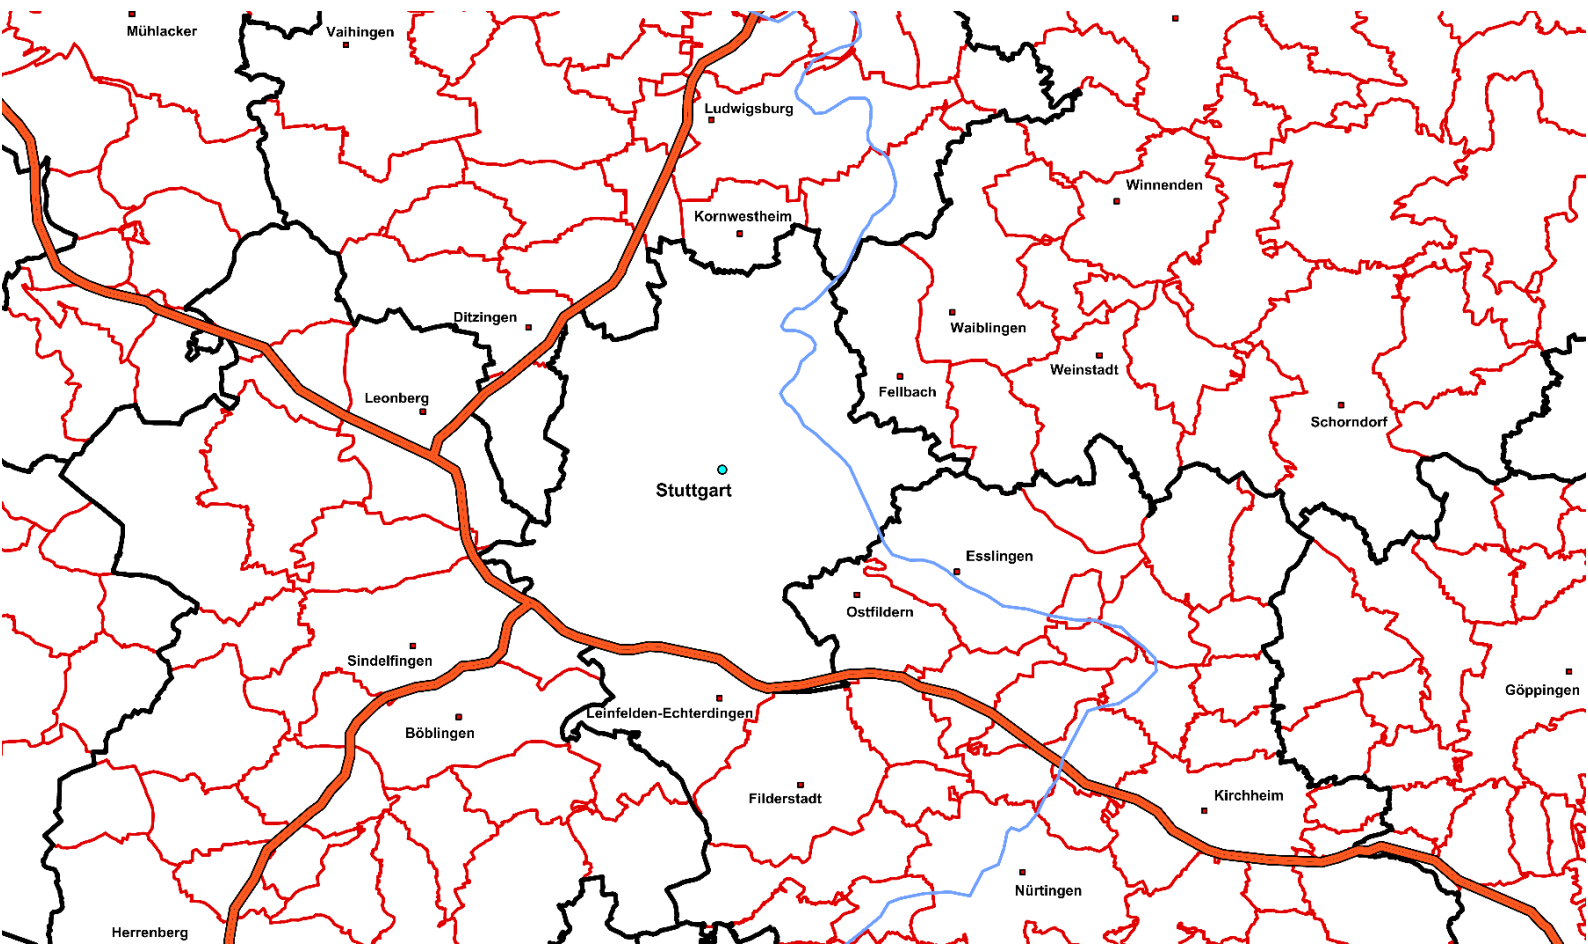 Mühlacker
Vaihingen
Ludwigsburg
Winnenden
Kornwestheim
Ditzingen
Waiblingen
Weinstadt
Leonberg
Fellbach
Schorndorf
Stuttgart
Esslingen
Ostfildern
Sindelfingen
Göppingen
Leinfelden-Echterdingen
Böblingen
Filderstadt
Kirchheim
Nürtingen
Herrenberg